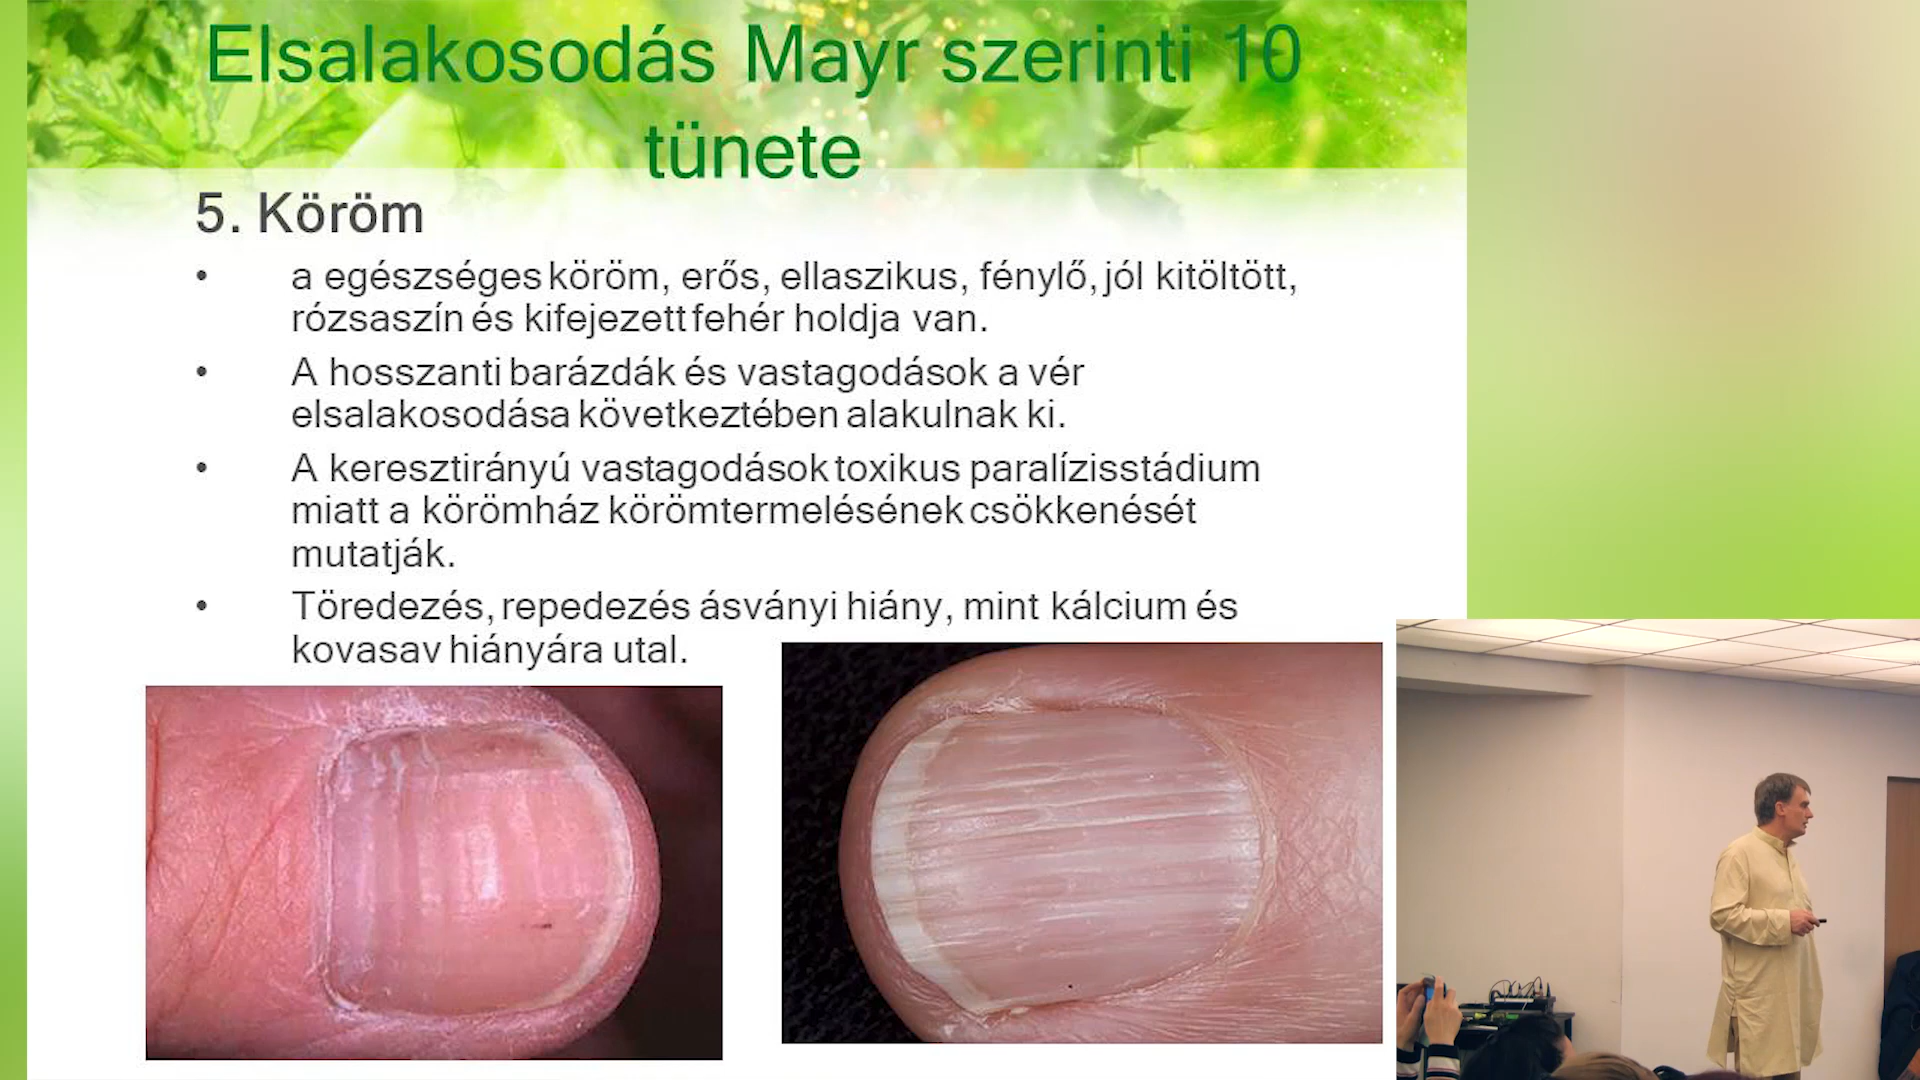 Elsalakosodás Mayr szerinti 10
tünete
5. Köröm
• a egészséges köröm, erős, ellaszikus, fénylő, jól kitöltött,
rózsaszín és kifejezett fehér holdja van.
• A hosszanti barázdák és vastagodások a vér
elsalakosodása következtében alakulnak ki.
• A keresztirányú vastagodások toxikus paralízisstádium
miatt a körömház körömtermelésének csökkenését
mutatják.
• Töredezés, repedezés ásványi hiány, mint kálcium és
kovasav hiányára utal.